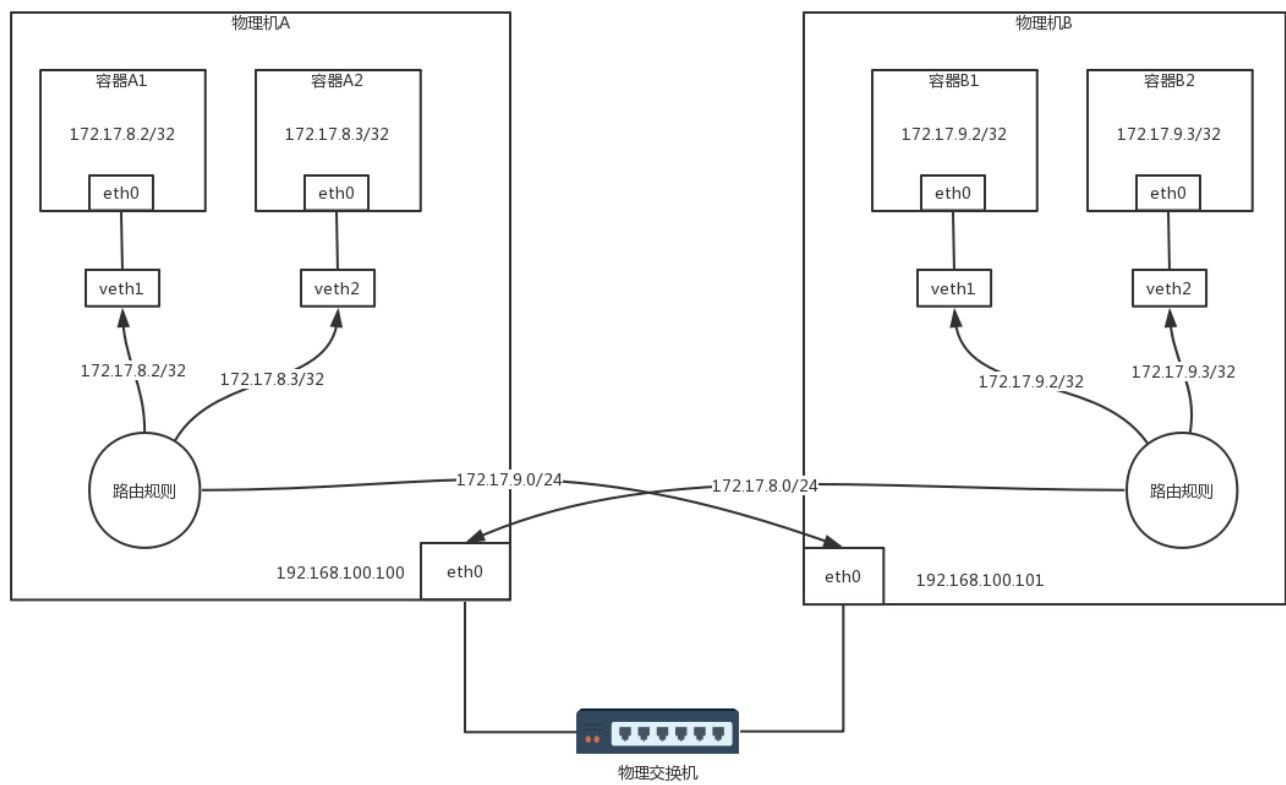 物理机A
物理机B
容器A1
容器A2
容器B1
容器B2
172.17.8.2/32
172.17.8.3/32
172.17.9.2/32
172.17.9.3/32
eth0
eth0
eth0
eth0
veth1
veth2
veth1
veth2
172.17.8.2/32
172.17.8.3/32
172.17.9.2/32
172.17.9.3/32
路由规则
172.17.9.0/24
172.17.8.0/24
路由规则
192.168.100.100
eth0
eth0
192.168.100.101
物理交换机